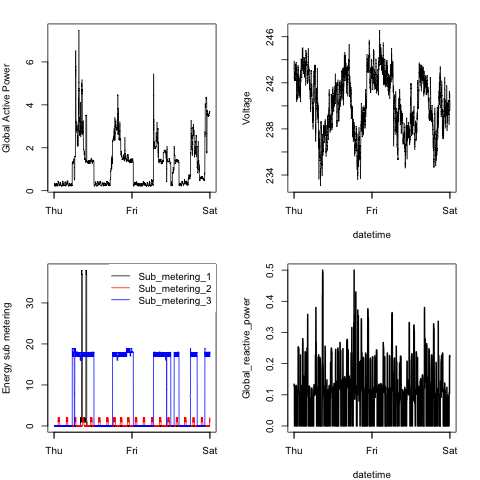 Global Active Power
6
4
2
0
Thu Fri Sat
Voltage
246
242
238
234
Thu Fri Sat
datetime
Energy sub metering
30
20
10
0
Sub_metering_1
Sub_metering_2
Sub_metering_3
Thu Fri Sat
Global_reactive_power
0.5
0.4
0.3
0.2
0.1
0.0
Thu Fri Sat
datetime